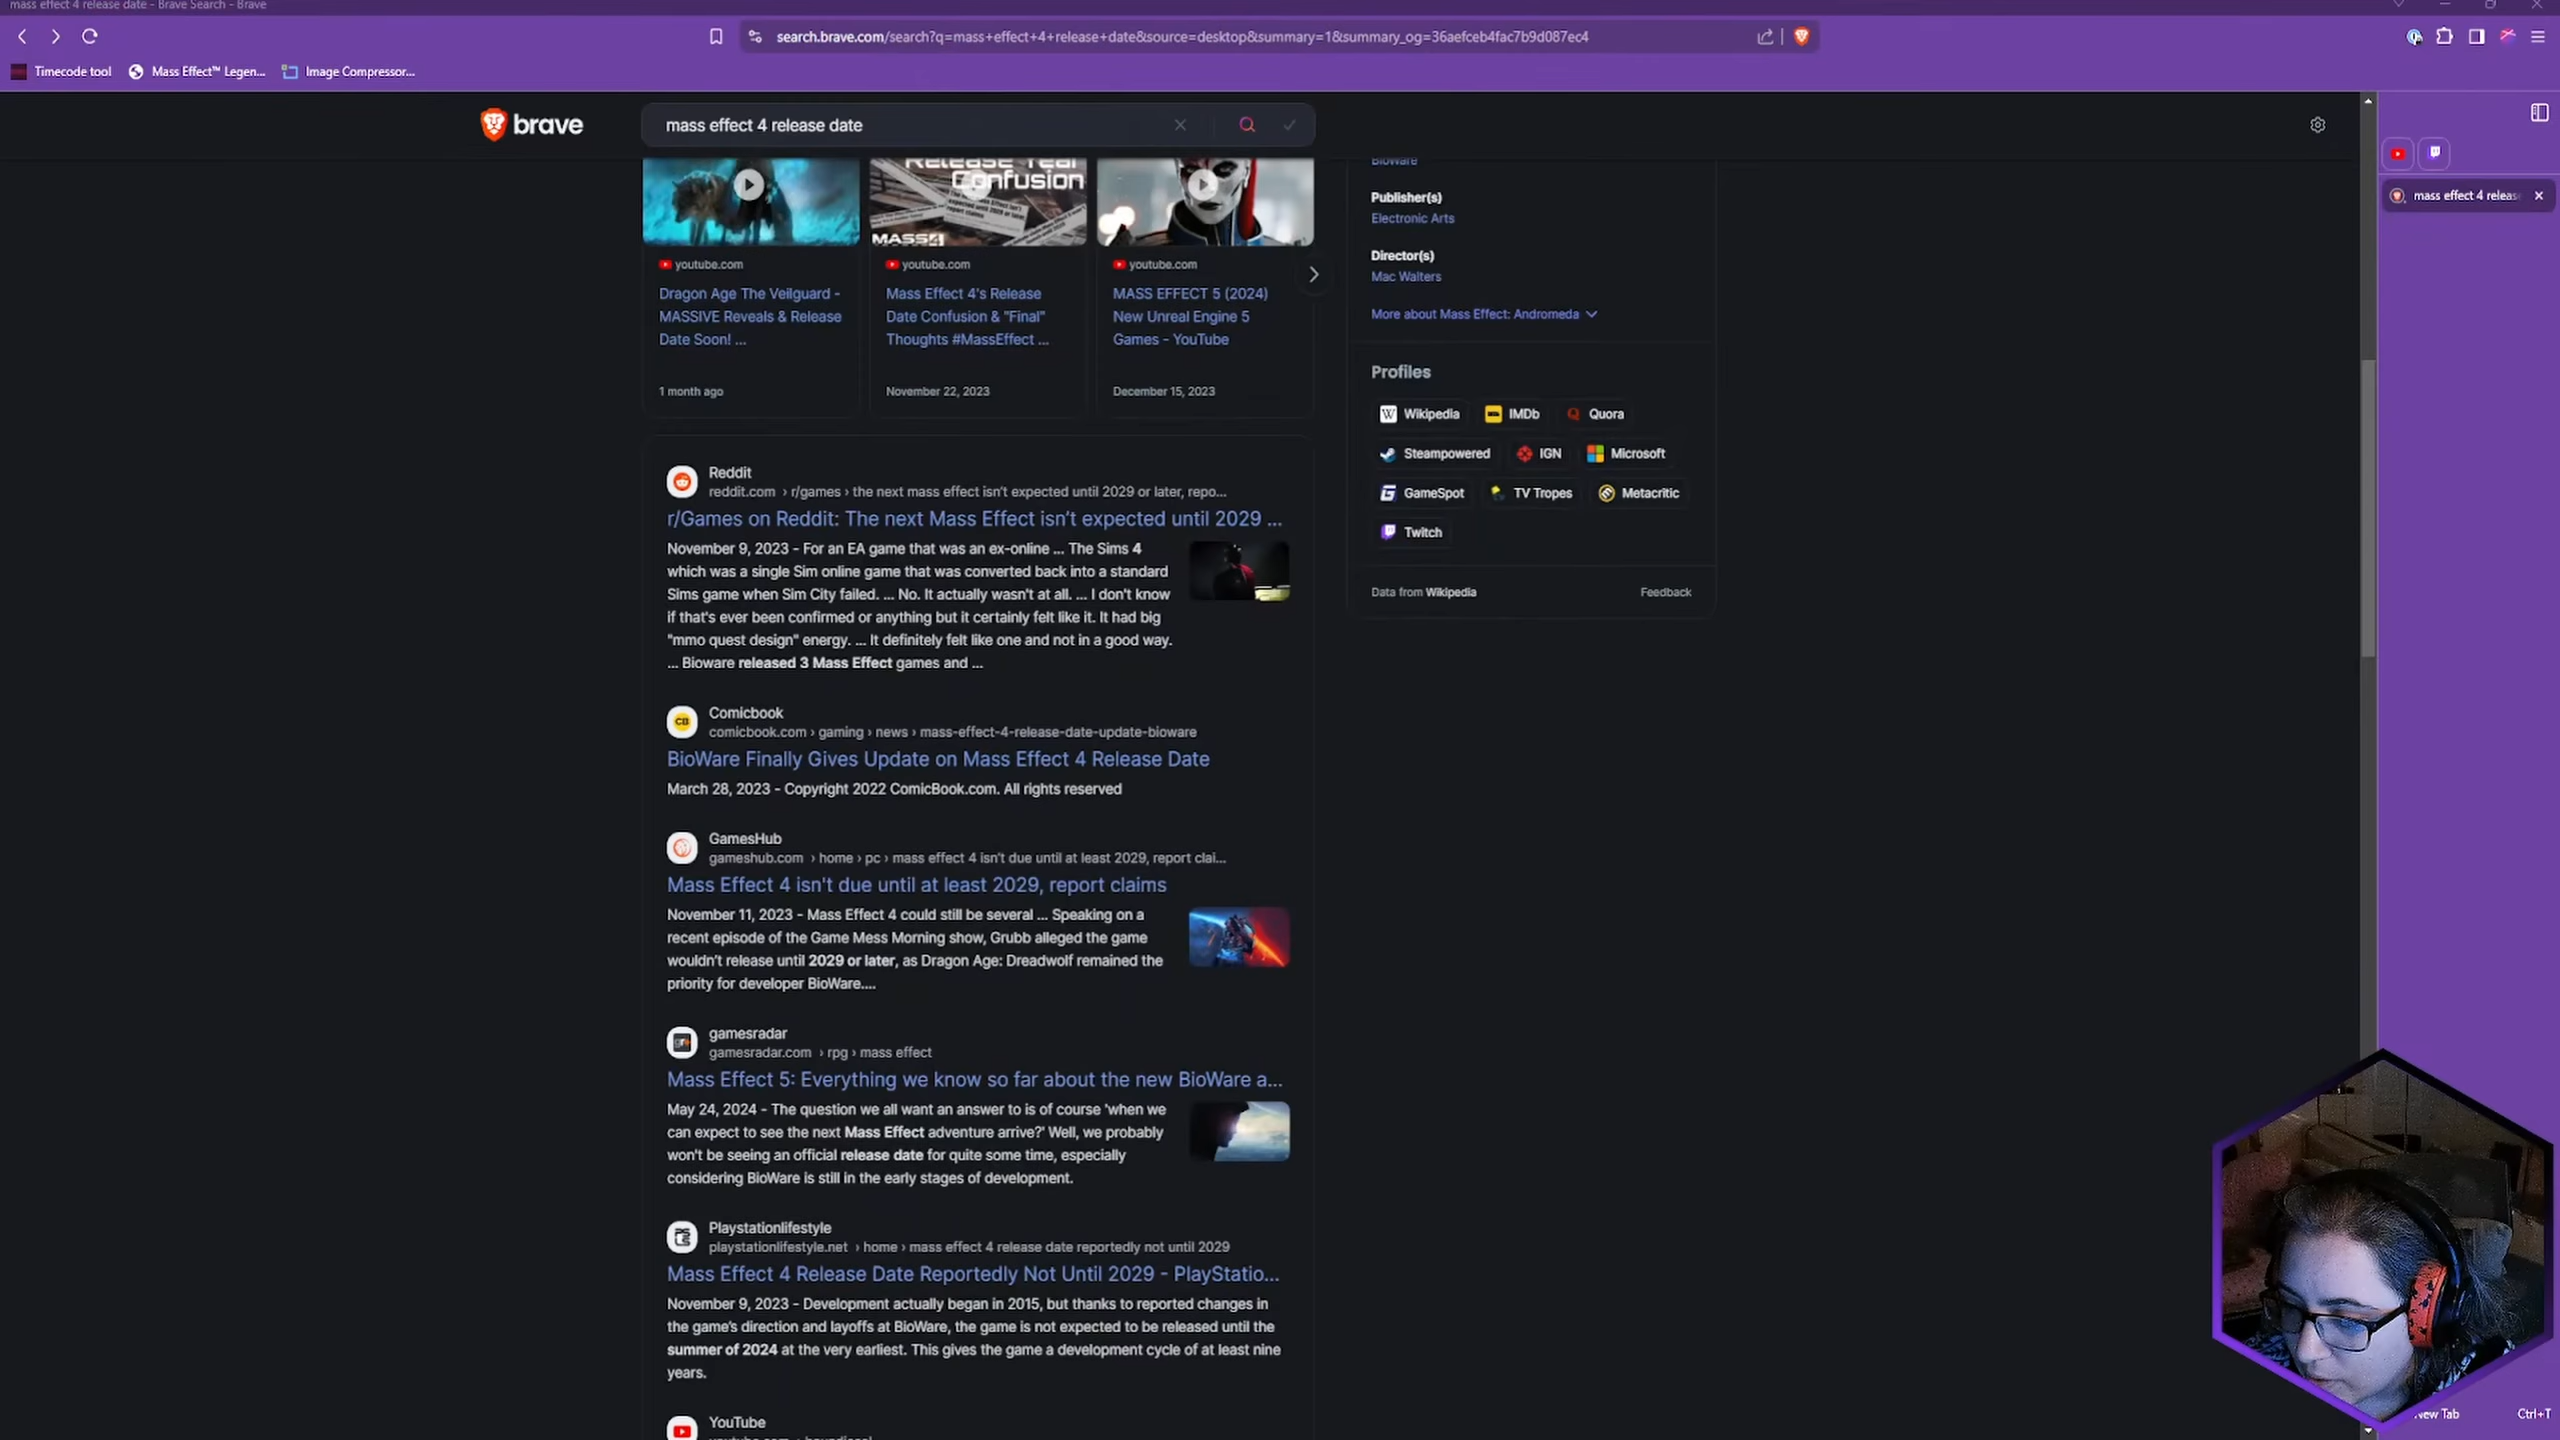 mass effect 4 release date - Brave Search - Brave
search.brave.com/search?q=mass+effect+4+release+date&source=desktop&summary=1&summary_og=36aefceb4fac7b9d087ec4
Timecode tool
Mass Effect™ Legen...
Image Compressor...
brave
mass effect 4 release date
mass effect 4 releas
Release Year
Confusion
MASS4
youtube.com
Dragon Age The Veilguard -
MASSIVE Reveals & Release
Date Soon! ...
1 month ago
youtube.com
Mass Effect 4's Release
Date Confusion & "Final"
Thoughts #MassEffect ...
November 22, 2023
youtube.com
MASS EFFECT 5 (2024)
New Unreal Engine 5
Games - YouTube
December 15, 2023
Reddit
reddit.com › r/games › the next mass effect isn't expected until 2029 or later, repo...
r/Games on Reddit: The next Mass Effect isn't expected until 2029 ...
November 9, 2023 - For an EA game that was an ex-online ... The Sims 4
which was a single Sim online game that was converted back into a standard
Sims game when Sim City failed. ... No. It actually wasn't at all. ... I don't know
if that's ever been confirmed or anything but it certainly felt like it. It had big
"mmo quest design" energy. ... It definitely felt like one and not in a good way.
... Bioware released 3 Mass Effect games and ...
Comicbook
comicbook.com › gaming › news › mass-effect-4-release-date-update-bioware
BioWare Finally Gives Update on Mass Effect 4 Release Date
March 28, 2023 - Copyright 2022 ComicBook.com. All rights reserved
GamesHub
gameshub.com › home › pc › mass effect 4 isn't due until at least 2029, report clai...
Mass Effect 4 isn't due until at least 2029, report claims
November 11, 2023 - Mass Effect 4 could still be several ... Speaking on a
recent episode of the Game Mess Morning show, Grubb alleged the game
wouldn't release until 2029 or later, as Dragon Age: Dreadwolf remained the
priority for developer BioWare....
gamesradar
gamesradar.com › rpg › mass effect
Mass Effect 5: Everything we know so far about the new BioWare a...
May 24, 2024 - The question we all want an answer to is of course 'when we
can expect to see the next Mass Effect adventure arrive?' Well, we probably
won't be seeing an official release date for quite some time, especially
considering BioWare is still in the early stages of development.
Playstationlifestyle
playstationlifestyle.net › home › mass effect 4 release date reportedly not until 2029
Mass Effect 4 Release Date Reportedly Not Until 2029 - PlayStatio...
November 9, 2023 - Development actually began in 2015, but thanks to reported changes in
the game's direction and layoffs at BioWare, the game is not expected to be released until the
summer of 2024 at the very earliest. This gives the game a development cycle of at least nine
years.
YouTube
BioWare
Publisher(s)
Electronic Arts
Director(s)
Mac Walters
More about Mass Effect: Andromeda
Profiles
Wikipedia
IMDb
Quora
Steampowered
IGN
Microsoft
GameSpot
TV Tropes
Metacritic
Twitch
Data from Wikipedia
Feedback
New Tab
Ctrl+T